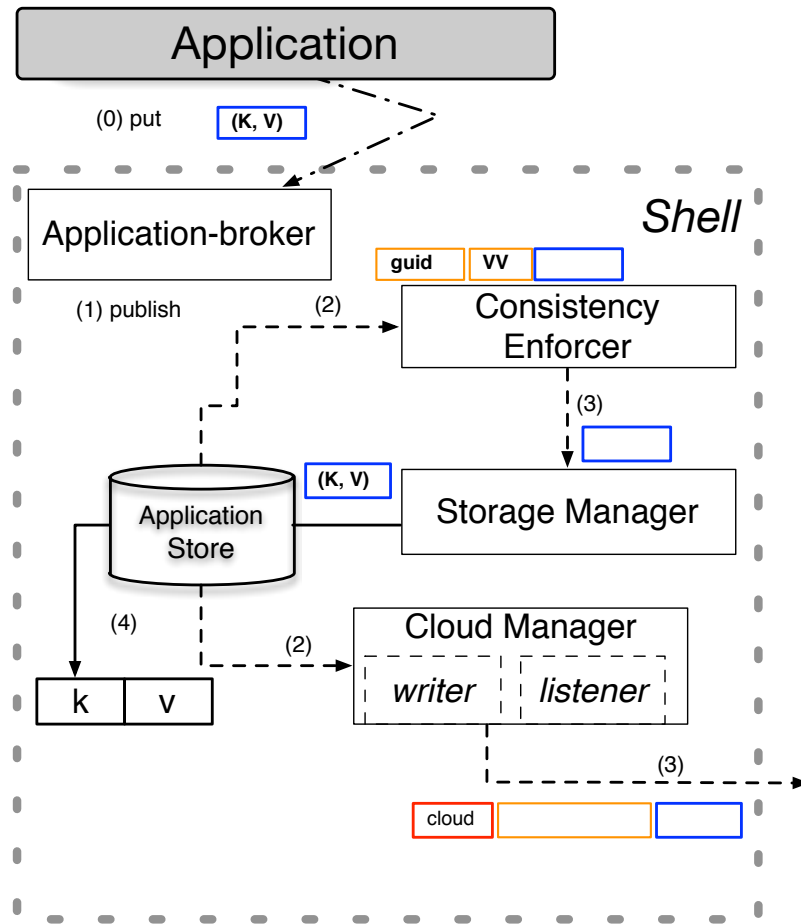 Application
(0) put
(K, V)
Shell
Application-broker
guid
VV
(1) publish
(2)
Consistency
Enforcer
(3)
(K, V)
Application
Store
Storage Manager
(4)
(2)
Cloud Manager
writer
listener
k
v
(3)
cloud